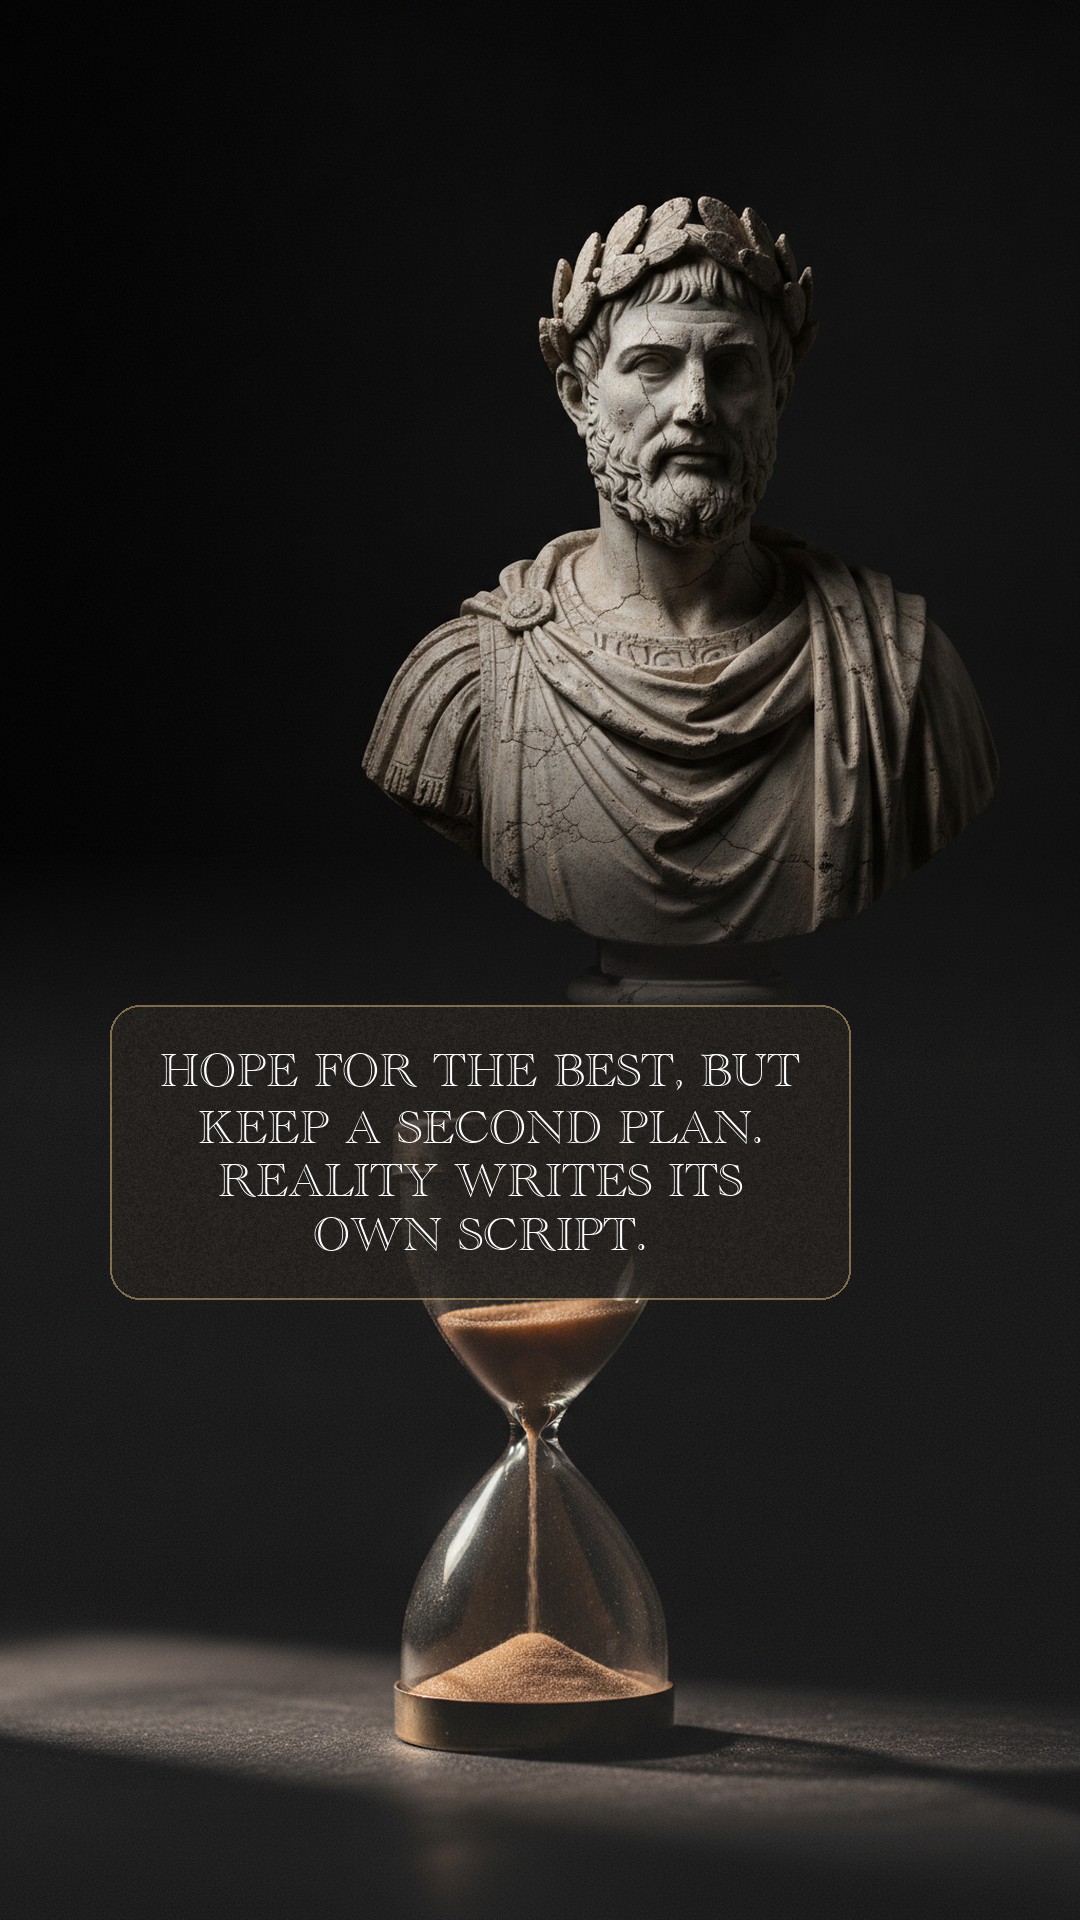 HOPE FOR THE BEST, BUT
KEEP A SECOND PLAN.
REALITY WRITES ITS
OWN SCRIPT.